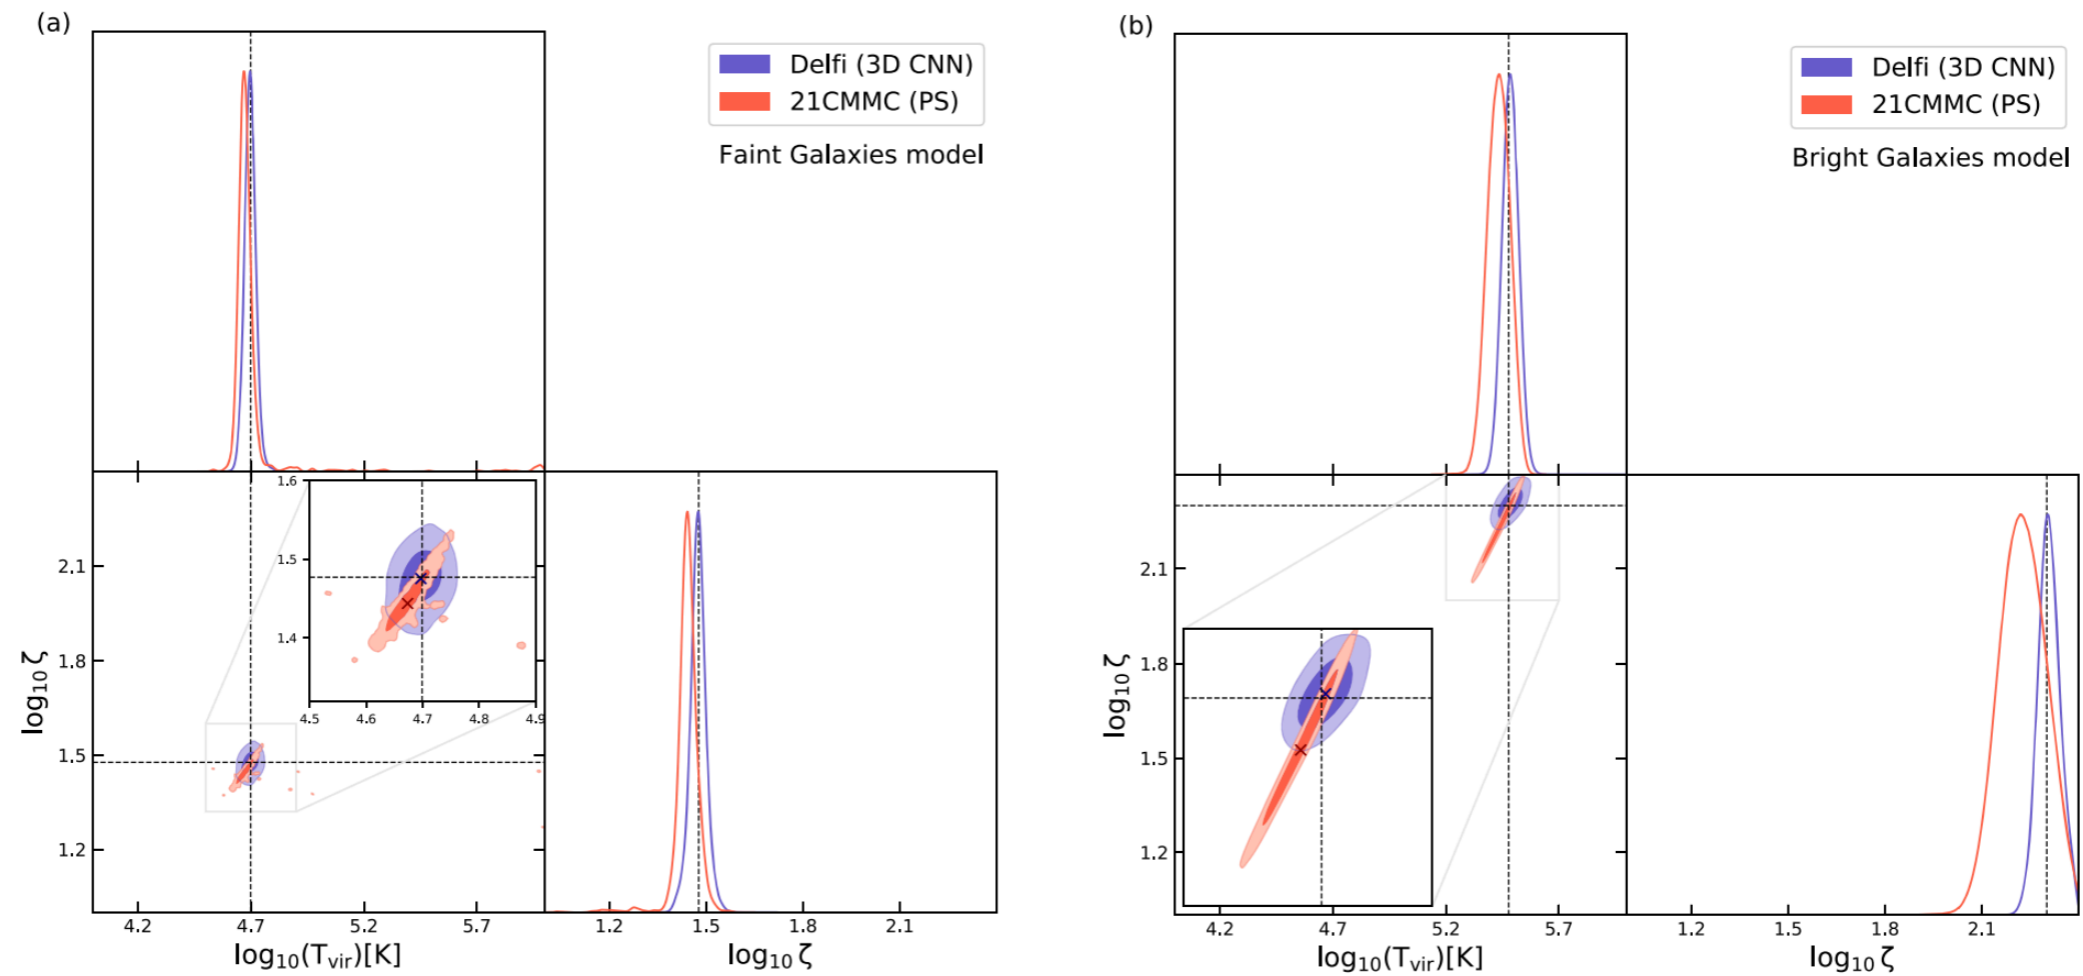 (a)
Delfi (3D CNN)
21CMMC (PS)
Faint Galaxies model
1.6
1.5
1.4
4.5 4.6 4.7 4.8 4.9
2.1
1.8
1.5
1.2
log₁₀ζ
4.2 4.7 5.2 5.7
log₁₀(Tᵥᵢᵣ)[K]
1.2 1.5 1.8 2.1
log₁₀ζ
(b)
Delfi (3D CNN)
21CMMC (PS)
Bright Galaxies model
2.1
1.8
1.5
1.2
log₁₀ζ
4.2 4.7 5.2 5.7
log₁₀(Tᵥᵢᵣ)[K]
1.2 1.5 1.8 2.1
log₁₀ζ